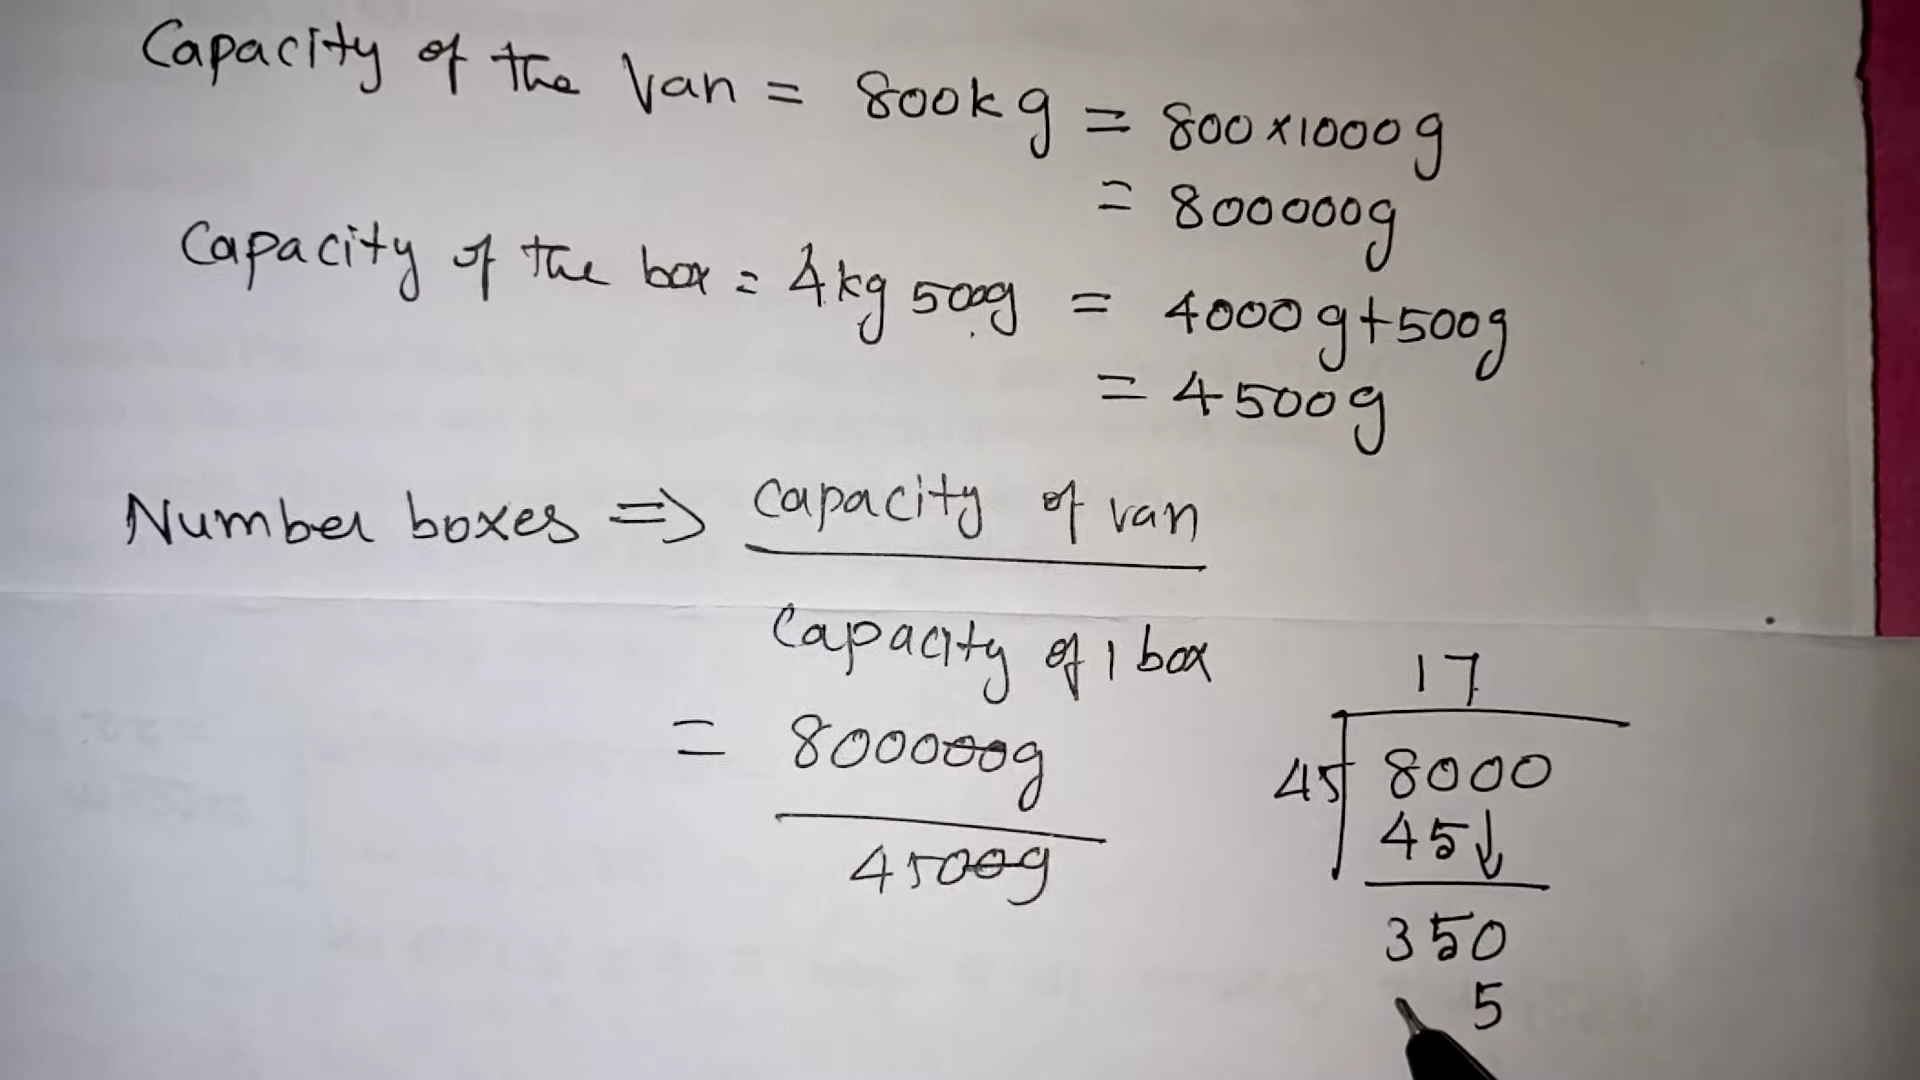 Capacity of the Van = 800kg = 800×1000g
= 800000g
Capacity of the box = 4kg 500g = 4000g+500g
= 4500g
Number boxes => capacity of van
Capacity of 1 box
= 800000g
4500g
17
45 8000
45↓
350
5